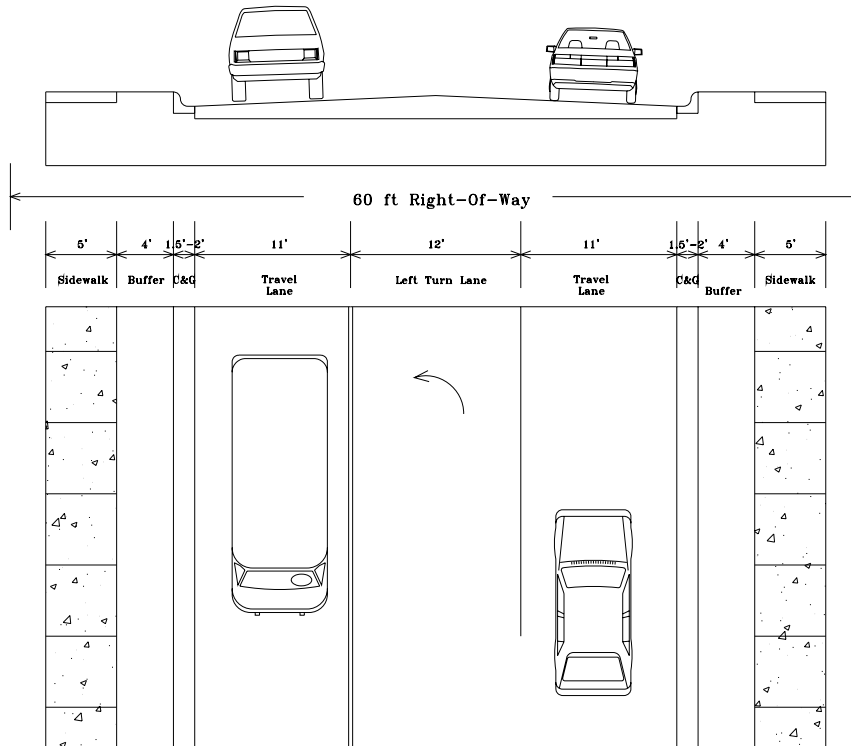 60 ft Right-Of-Way
5' 4' 1.5'-2' 11' 12' 11' 1.5'-2' 4' 5'
Sidewalk Buffer C&G Travel Lane Left Turn Lane Travel Lane C&G Buffer Sidewalk